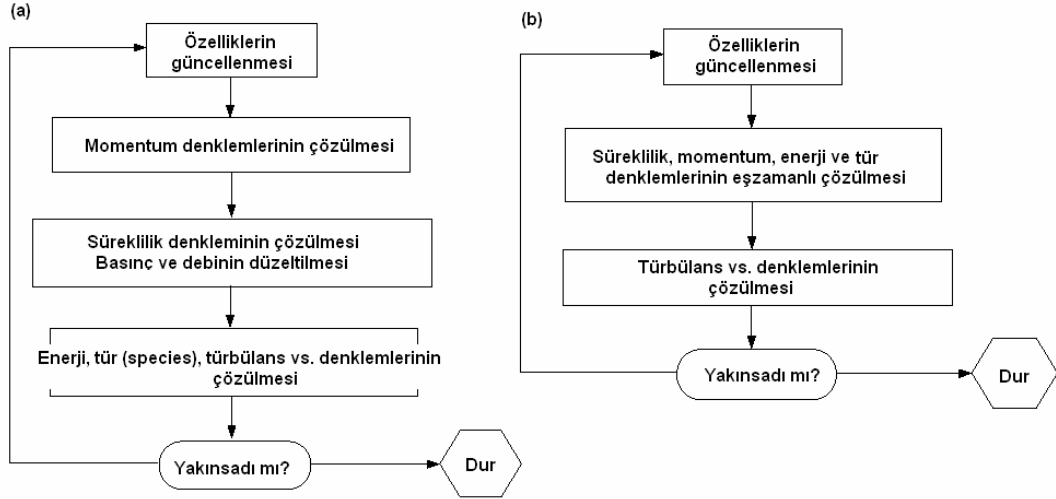 (a)
Özelliklerin
güncellenmesi
Momentum denklemlerinin çözülmesi
Süreklilik denkleminin çözülmesi
Basınç ve debinin düzeltilmesi
Enerji, tür (species), türbülans vs. denklemlerinin
çözülmesi
Yakınsadı mı?
Dur
(b)
Özelliklerin
güncellenmesi
Süreklilik, momentum, enerji ve tür
denklemlerinin eşzamanlı çözülmesi
Türbülans vs. denklemlerinin
çözülmesi
Yakınsadı mı?
Dur